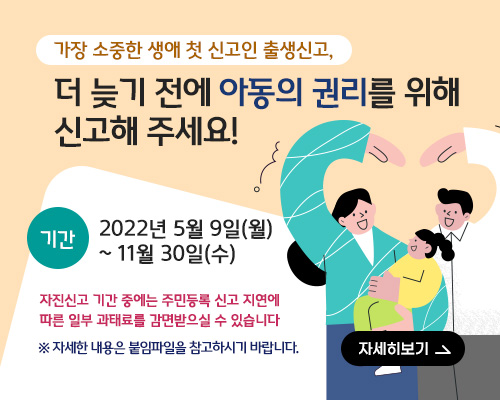 가장 소중한 생애 첫 신고인 출생신고,
더 늦기 전에 아동의 권리를 위해
신고해 주세요!
기간
2022년 5월 9일(월)
~ 11월 30일(수)
자진신고 기간 중에는 주민등록 신고 지연에
따른 일부 과태료를 감면받으실 수 있습니다
※ 자세한 내용은 붙임파일을 참고하시기 바랍니다.
자세히보기